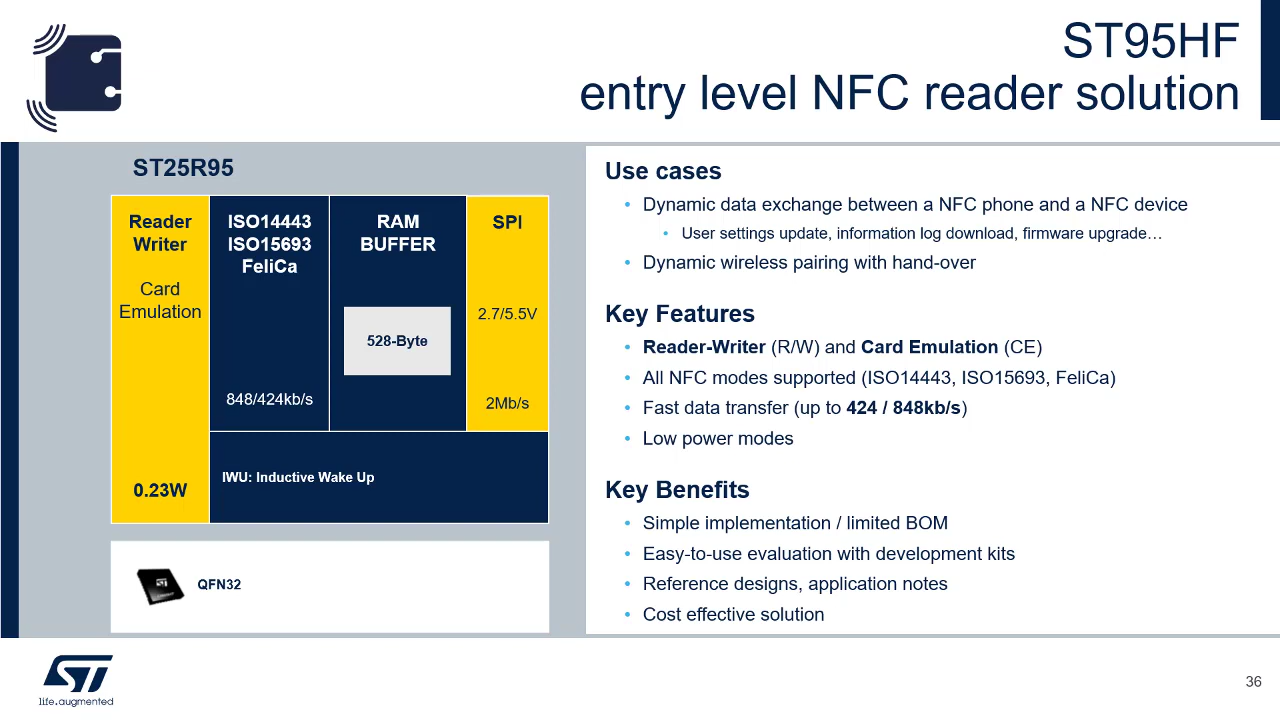 ST95HF
entry level NFC reader solution
ST25R95
Reader
Writer
Card
Emulation
0.23W
ISO14443
ISO15693
FeliCa
848/424kb/s
RAM
BUFFER
528-Byte
SPI
2.7/5.5V
2Mb/s
IWU: Inductive Wake Up
QFN32
Use cases
• Dynamic data exchange between a NFC phone and a NFC device
• User settings update, information log download, firmware upgrade…
• Dynamic wireless pairing with hand-over
Key Features
• Reader-Writer (R/W) and Card Emulation (CE)
• All NFC modes supported (ISO14443, ISO15693, FeliCa)
• Fast data transfer (up to 424 / 848kb/s)
• Low power modes
Key Benefits
• Simple implementation / limited BOM
• Easy-to-use evaluation with development kits
• Reference designs, application notes
• Cost effective solution
ST
life.augmented
36